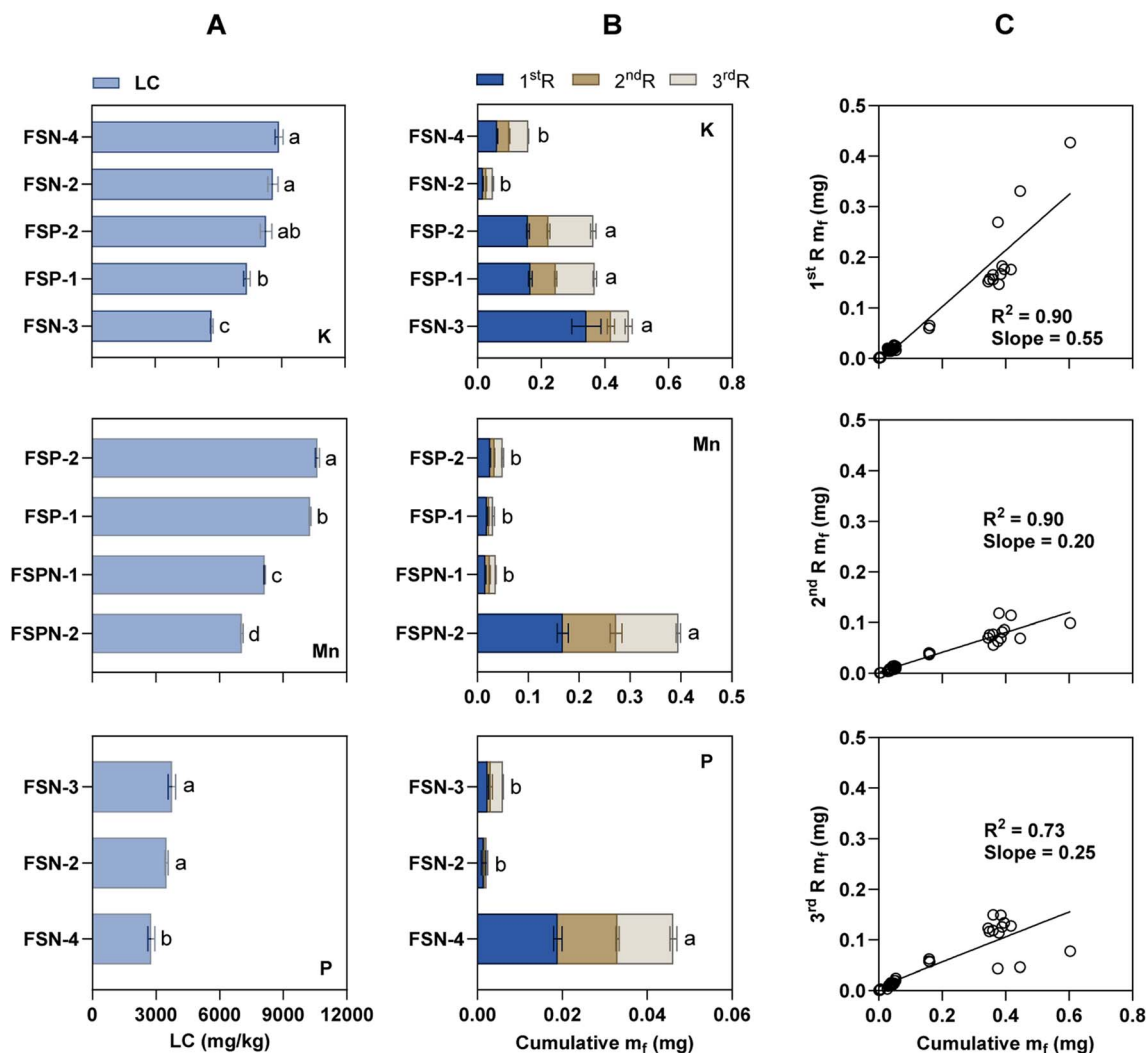 A
B
C
LC
1stR 2ndR 3rdR
FSN-4
a
FSN-2
a
FSP-2
ab
FSP-1
b
FSN-3
c
K
FSN-4
b
FSN-2
b
FSP-2
a
FSP-1
a
FSN-3
a
K
0.0 0.2 0.4 0.6 0.8
0.5
0.4
0.3
0.2
0.1
0.0
1st R mf (mg)
R2 = 0.90
Slope = 0.55
FSP-2
a
FSP-1
b
FSPN-1
c
FSPN-2
d
Mn
FSP-2
b
FSP-1
b
FSPN-1
b
FSPN-2
a
Mn
0.0 0.1 0.2 0.3 0.4 0.5
0.5
0.4
0.3
0.2
0.1
0.0
2nd R mf (mg)
R2 = 0.90
Slope = 0.20
FSN-3
a
FSN-2
a
FSN-4
b
P
0 3000 6000 9000 12000
LC (mg/kg)
FSN-3
b
FSN-2
b
FSN-4
a
P
0.00 0.02 0.04 0.06
Cumulative mf (mg)
0.5
0.4
0.3
0.2
0.1
0.0
3rd R mf (mg)
R2 = 0.73
Slope = 0.25
0.0 0.2 0.4 0.6 0.8
Cumulative mf (mg)